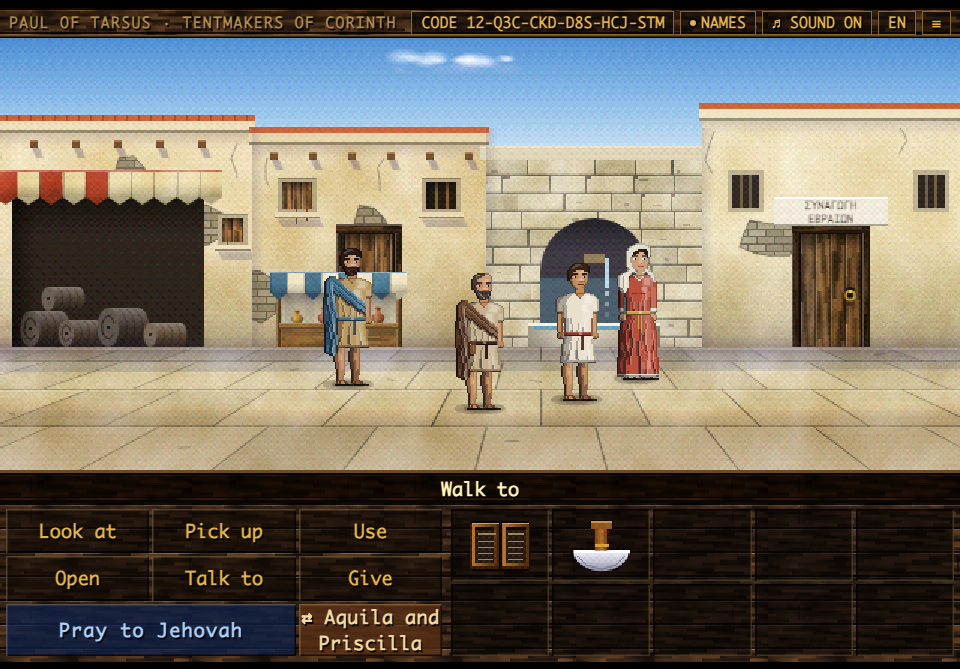 PAUL OF TARSUS · TENTMAKERS OF CORINTH
CODE 12-Q3C-CKD-D8S-HCJ-STM
• NAMES
♬ SOUND ON
EN
≡
ΣΥΝΑΓΩΓΗ
ΕΒΡΑΙΩΝ
Walk to
Look at
Pick up
Use
Open
Talk to
Give
Pray to Jehovah
⇄ Aquila and
Priscilla